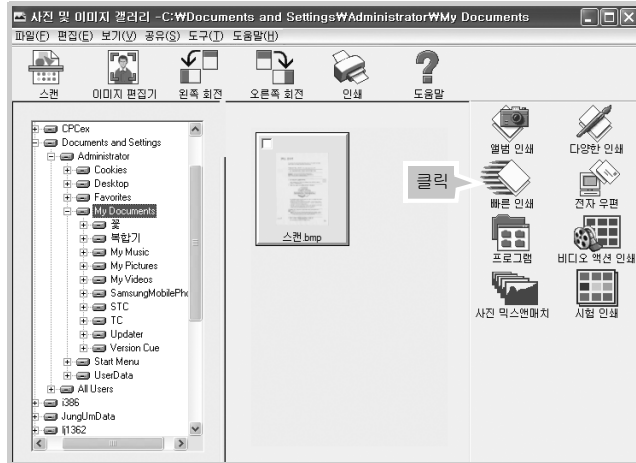 사진 및 이미지 갤러리 -C:₩Documents and Settings₩Administrator₩My Documents
파일(F) 편집(E) 보기(V) 공유(S) 도구(T) 도움말(H)
스캔 이미지 편집기 왼쪽 회전 오른쪽 회전 인쇄 도움말
CPCex
Documents and Settings
Administrator
Cookies
Desktop
Favorites
My Documents
꽃
복합기
My Music
My Pictures
My Videos
SamsungMobilePho
STC
TC
Updater
Version Cue
Start Menu
UserData
All Users
i386
JungUmData
lj1362
스캔.bmp
앨범 인쇄 다양한 인쇄
클릭
빠른 인쇄 전자 우편
프로그램 비디오 액션 인쇄
사진 믹스앤매치 시험 인쇄